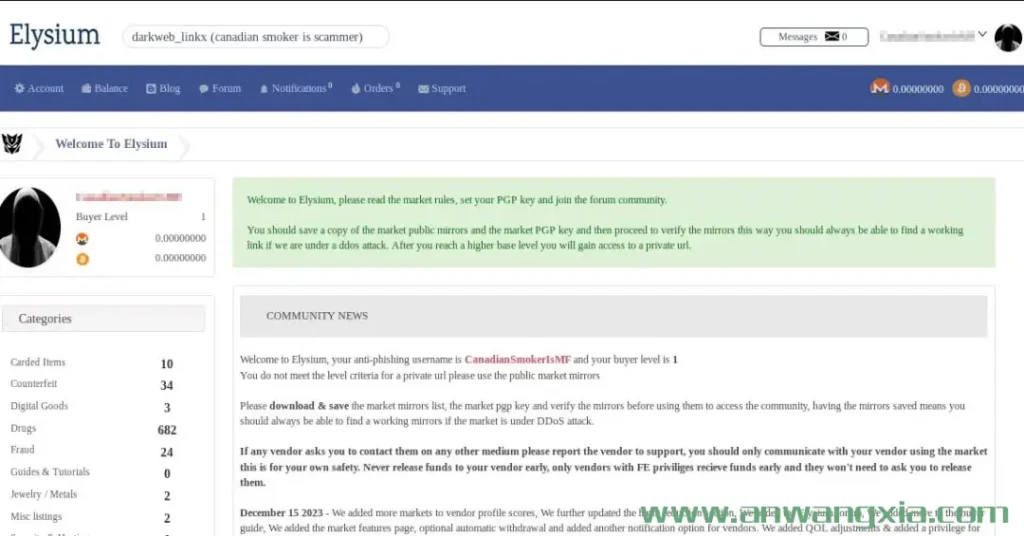 Elysium
darkweb_linkx (canadian smoker is scammer)
Messages 0
Account Balance Blog Forum Notifications 0 Orders 0 Support
0.00000000 0.00000000
Welcome To Elysium
Buyer Level 1
0.00000000
0.00000000
Welcome to Elysium, please read the market rules, set your PGP key and join the forum community.
You should save a copy of the market public mirrors and the market PGP key and then proceed to verify the mirrors this way you should always be able to find a working
link if we are under a ddos attack. After you reach a higher base level you will gain access to a private url.
Categories
Carded Items 10
Counterfeit 34
Digital Goods 3
Drugs 682
Fraud 24
Guides & Tutorials 0
Jewelry / Metals 2
Misc listings 2
COMMUNITY NEWS
Welcome to Elysium, your anti-phishing username is CanadianSmokerIsMF and your buyer level is 1
You do not meet the level criteria for a private url please use the public market mirrors
Please download & save the market mirrors list, the market pgp key and verify the mirrors before using them to access the community, having the mirrors saved means you
should always be able to find a working mirrors if the market is under DDoS attack.
If any vendor asks you to contact them on any other medium please report the vendor to support, you should only communicate with your vendor using the market
this is for your own safety. Never release funds to your vendor early, only vendors with FE priviliges recieve funds early and they won't need to ask you to release
them.
December 15 2023 - We added more markets to vendor profile scores, We further updated the
guide, We added the market features page, optional automatic withdrawal and added another notification option for vendors. We added QOL adjustments & added a privilege for
www.anwangxia.com